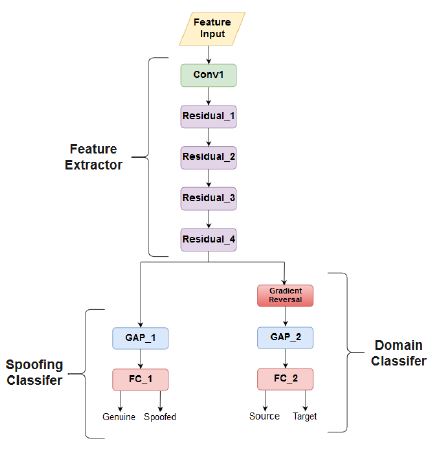 Feature
Input
Conv1
Residual_1
Feature
Extractor
Residual_2
Residual_3
Residual_4
Gradient
Reversal
GAP_1
GAP_2
Spoofing
Classifer
Domain
Classifer
FC_1
FC_2
Genuine Spoofed
Source Target